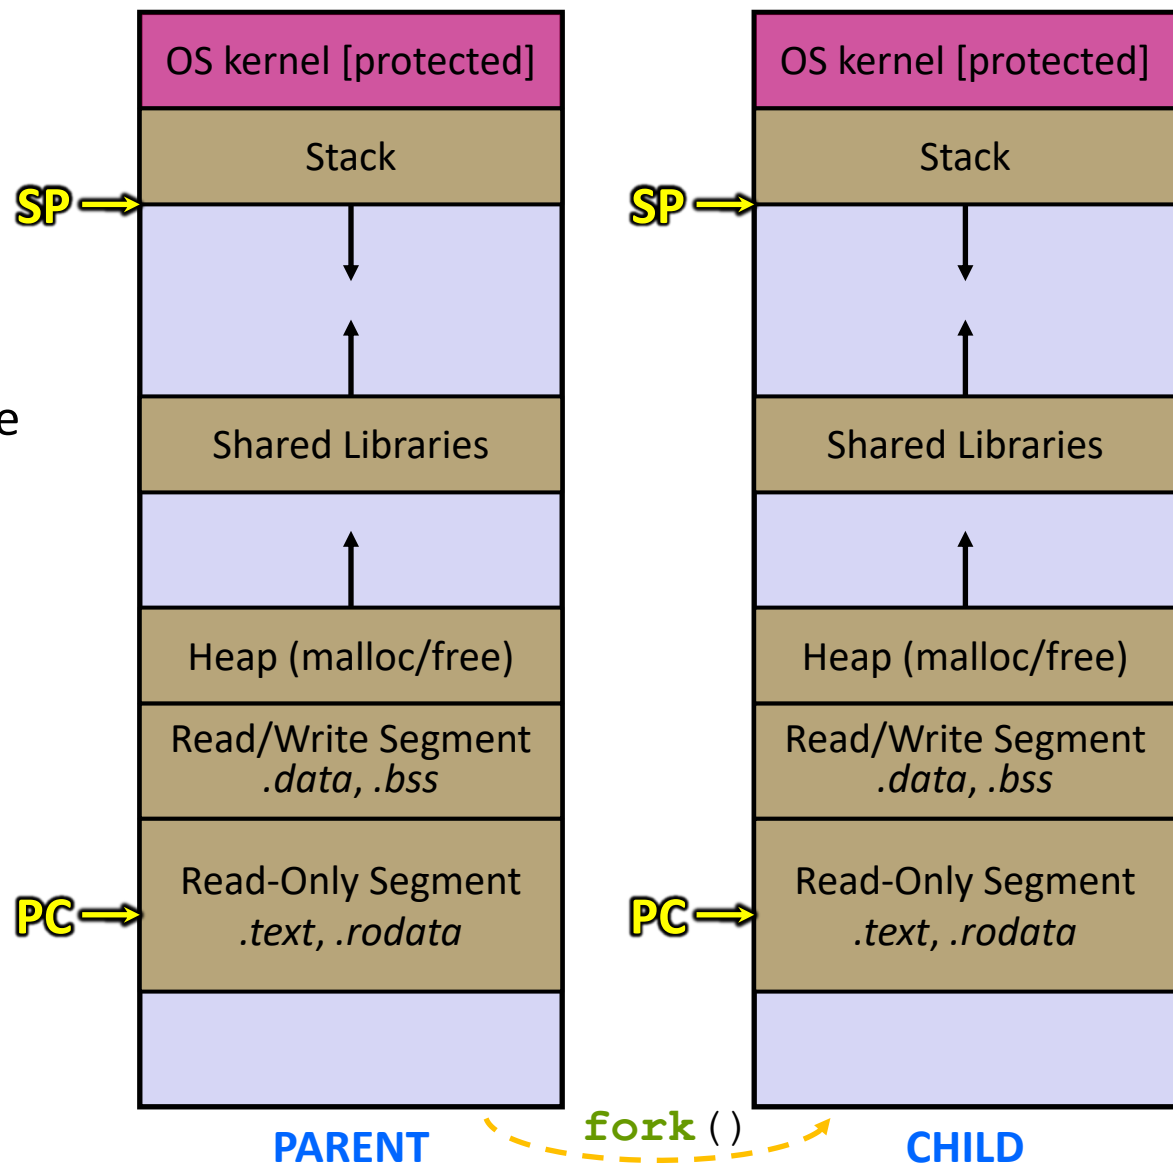 OS kernel [protected]
Stack
SP
e
Shared Libraries
Heap (malloc/free)
Read/Write Segment
.data, .bss
Read-Only Segment
.text, .rodata
PC
PARENT
fork()
OS kernel [protected]
Stack
SP
Shared Libraries
Heap (malloc/free)
Read/Write Segment
.data, .bss
Read-Only Segment
.text, .rodata
PC
CHILD